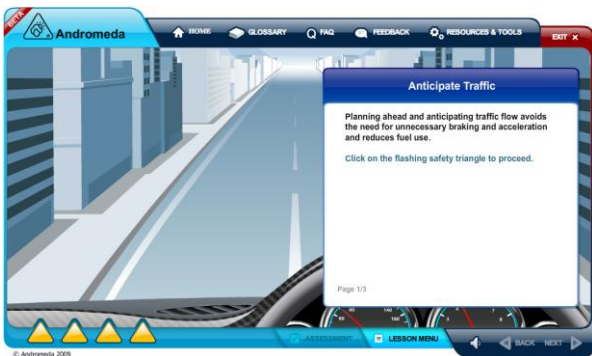 BETA
Andromeda
HOME
GLOSSARY
FAQ
FEEDBACK
RESOURCES & TOOLS
EXIT X
Anticipate Traffic
Planning ahead and anticipating traffic flow avoids
the need for unnecessary braking and acceleration
and reduces fuel use.
Click on the flashing safety triangle to proceed.
Page 1/3
140
160
ASSESSMENT
LESSON MENU
BACK
NEXT
© Andromeda 2009